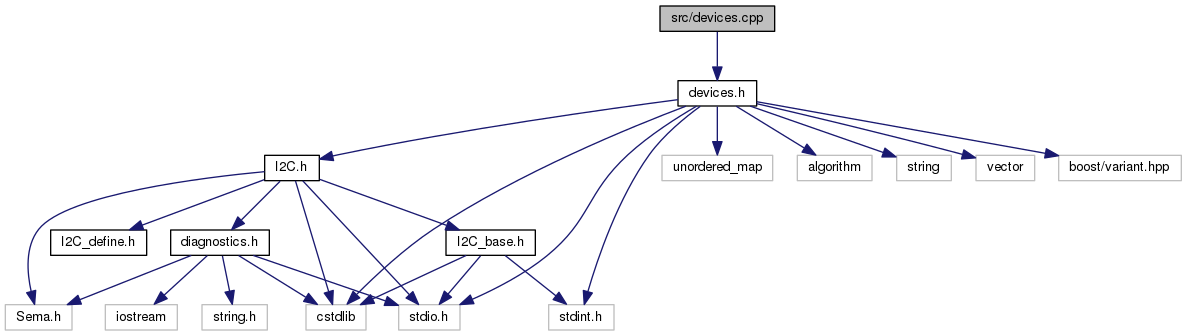 src/devices.cpp
devices.h
I2C.h
unordered_map
algorithm
string
vector
boost/variant.hpp
I2C_define.h
diagnostics.h
I2C_base.h
Sema.h
iostream
string.h
cstdlib
stdio.h
stdint.h